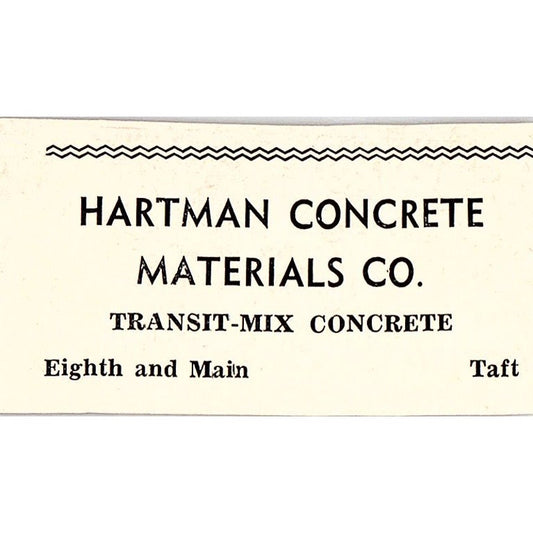 HARTMAN CONCRETE
MATERIALS CO.
TRANSIT-MIX CONCRETE
Eighth and Main Taft